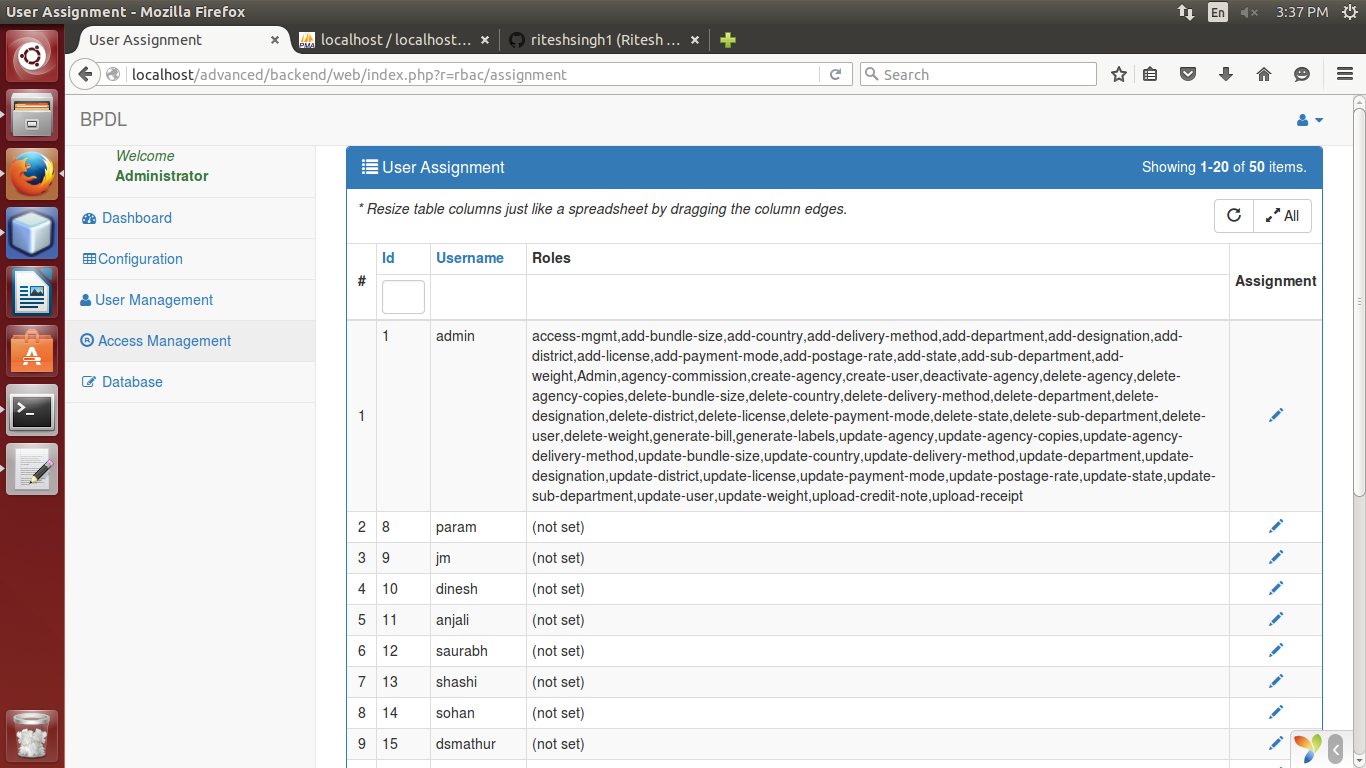 User Assignment - Mozilla Firefox
En
3:37 PM
User Assignment
localhost / localhost...
riteshsingh1 (Ritesh ...
localhost/advanced/backend/web/index.php?r=rbac/assignment
Search
BPDL
Welcome
Administrator
Dashboard
Configuration
User Management
Access Management
Database
User Assignment
Showing 1-20 of 50 items.
* Resize table columns just like a spreadsheet by dragging the column edges.
All
# Id Username Roles Assignment
1 1 admin access-mgmt,add-bundle-size,add-country,add-delivery-method,add-department,add-designation,add-
district,add-license,add-payment-mode,add-postage-rate,add-state,add-sub-department,add-
weight,Admin,agency-commission,create-agency,create-user,deactivate-agency,delete-agency,delete-
agency-copies,delete-bundle-size,delete-country,delete-delivery-method,delete-department,delete-
designation,delete-district,delete-license,delete-payment-mode,delete-state,delete-sub-department,delete-
user,delete-weight,generate-bill,generate-labels,update-agency,update-agency-copies,update-agency-
delivery-method,update-bundle-size,update-country,update-delivery-method,update-department,update-
designation,update-district,update-license,update-payment-mode,update-postage-rate,update-state,update-
sub-department,update-user,update-weight,upload-credit-note,upload-receipt
2 8 param (not set)
3 9 jm (not set)
4 10 dinesh (not set)
5 11 anjali (not set)
6 12 saurabh (not set)
7 13 shashi (not set)
8 14 sohan (not set)
9 15 dsmathur (not set)